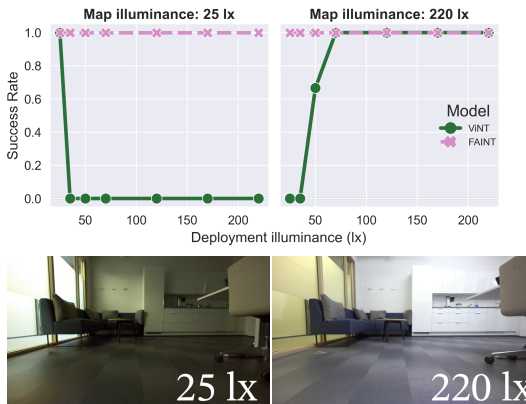 Map illuminance: 25 lx
Map illuminance: 220 lx
Success Rate
1.0
0.8
0.6
0.4
0.2
0.0
50
100
150
200
50
100
150
200
Model
ViNT
FAINT
Deployment illuminance (lx)
25 lx
220 lx